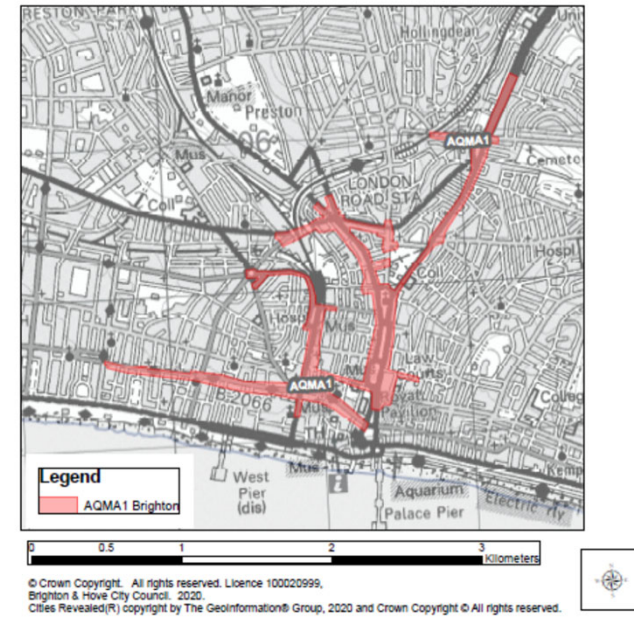 RESTON PARK
STA
Uni
Hollingdean
Manor
Preston
Mus
AQMA1
Cemete
LONDON
ROAD STA
Coll
Hospl
Coll
Hosp
Mus
Law
Courts
Mus
AQMA1
B 2066
Royal
Pavilion
Mus
Colleg
Mus
West
Pier
(dis)
Kemp
Aquarium
Electric Rly
Palace Pier
Legend
AQMA1 Brighton
0 0.5 1 2 3
Kilometers
© Crown Copyright. All rights reserved. Licence 100020999,
Brighton & Hove City Council. 2020.
Cities Revealed(R) copyright by The GeoInformation® Group, 2020 and Crown Copyright © All rights reserved.